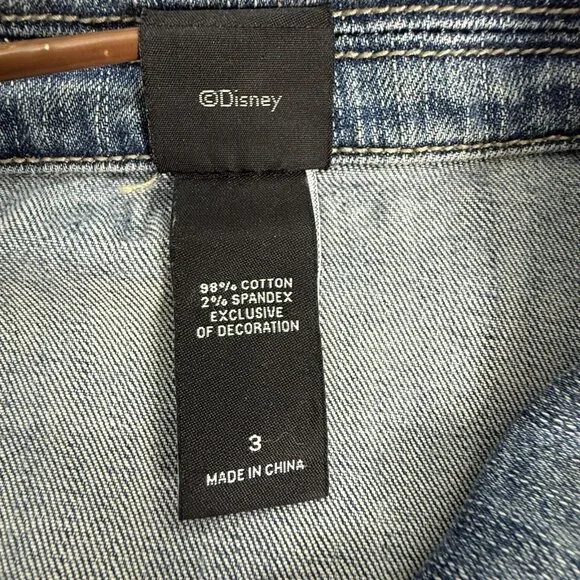 ©Disney
98% COTTON
2% SPANDEX
EXCLUSIVE
OF DECORATION
3
MADE IN CHINA